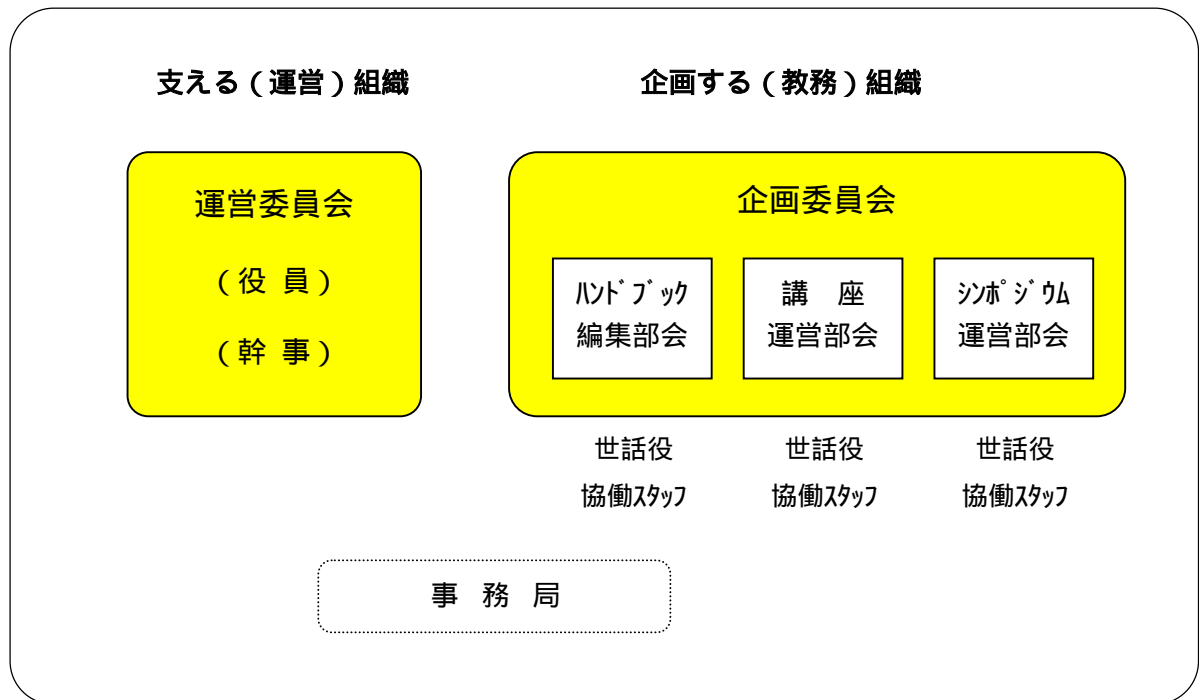 支える（運営）組織
企画する（教務）組織
運営委員会
（役 員）
（幹 事）
企画委員会
ﾊﾝﾄﾞﾌﾞｯｸ
編集部会
講　座
運営部会
ｼﾝﾎﾟｼﾞｳﾑ
運営部会
世話役
協働ｽﾀｯﾌ
世話役
協働ｽﾀｯﾌ
世話役
協働ｽﾀｯﾌ
事 務 局